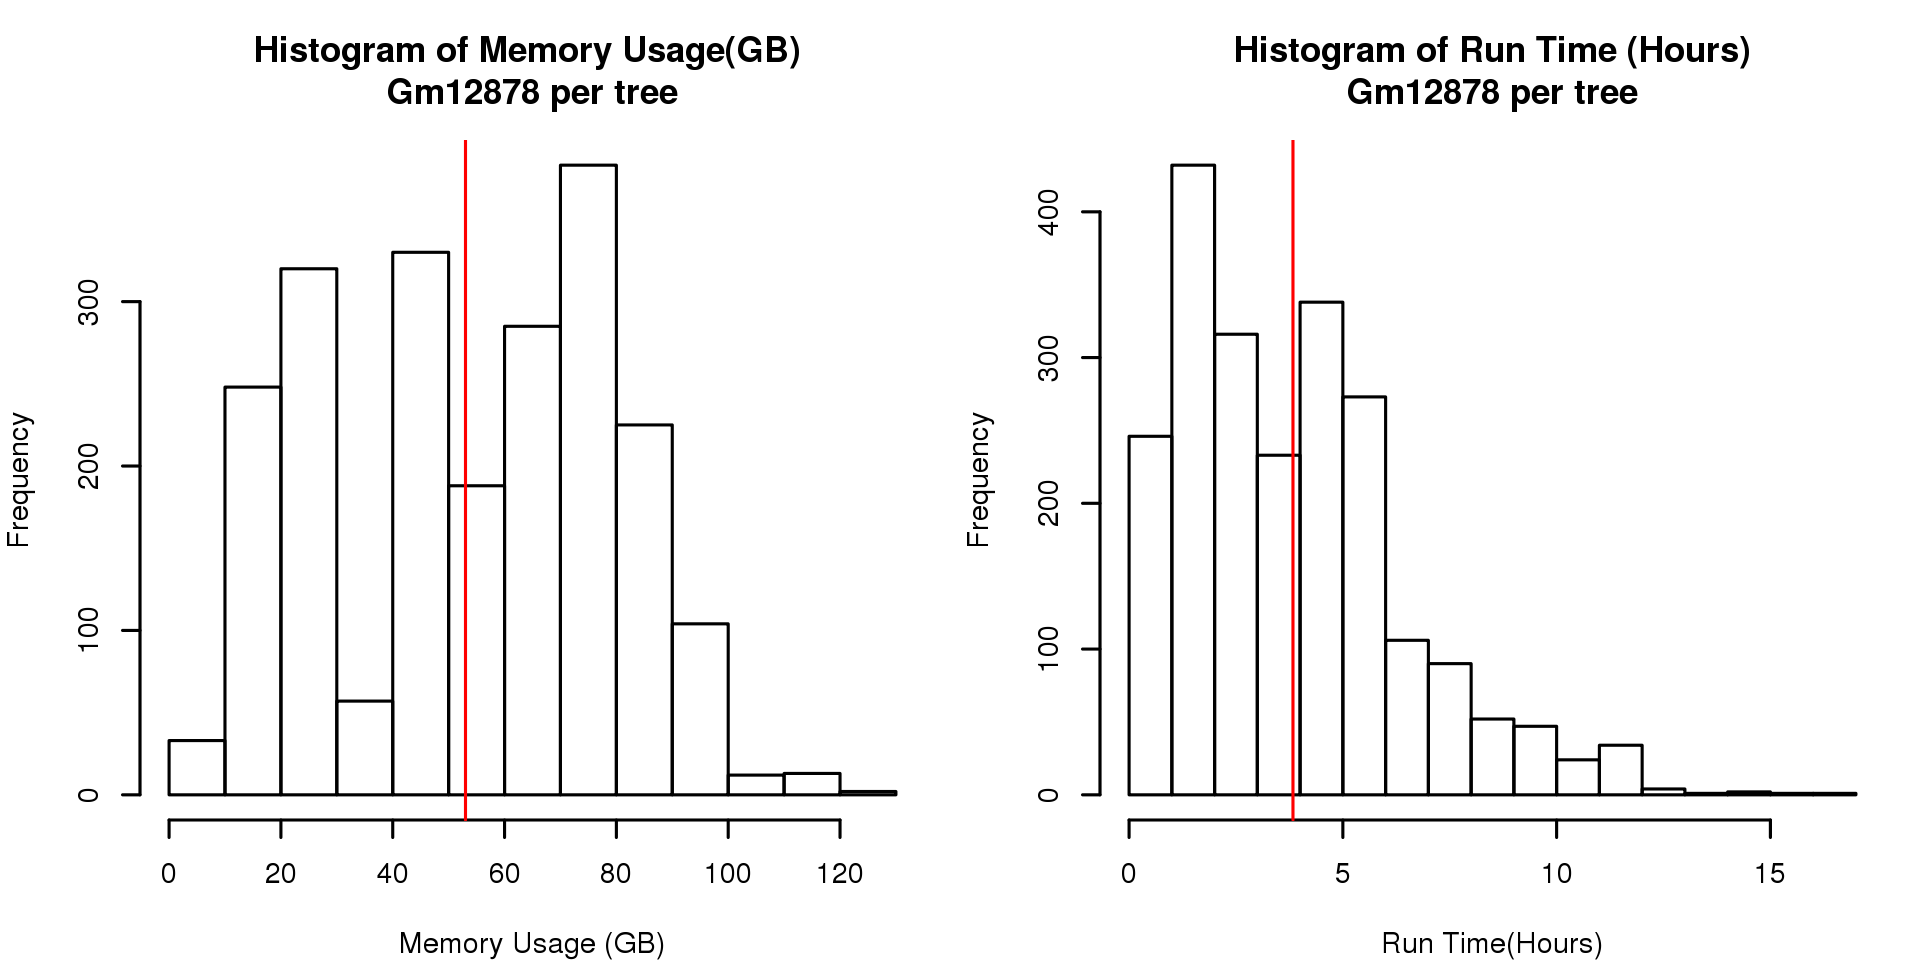 Histogram of Memory Usage(GB)
Gm12878 per tree
Frequency
0
100
200
300
0 20 40 60 80 100 120
Memory Usage (GB)
Histogram of Run Time (Hours)
Gm12878 per tree
Frequency
0
100
200
300
400
0 5 10 15
Run Time(Hours)